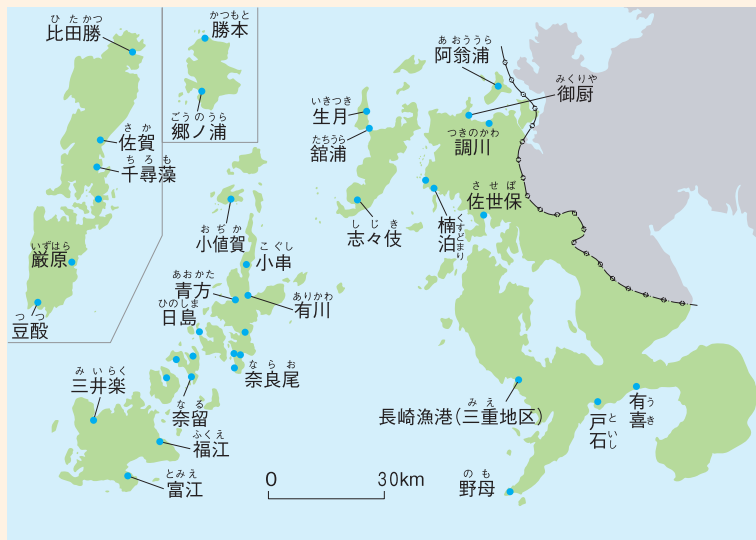 ひたかつ
比田勝
さか
佐賀
ちろも
千尋藻
いずはら
厳原
つつ
豆酘
かつもと
勝本
ごうのうら
郷ノ浦
あおううら
阿翁浦
みくりや
御厨
いきつき
生月
たちうら
舘浦
つきのかわ
調川
させぼ
佐世保
くすどまり
楠泊
しじき
志々伎
おぢか
小値賀
こぐし
小串
あおかた
青方
ありかわ
有川
ひのしま
日島
ならお
奈良尾
みいらく
三井楽
なる
奈留
ふくえ
福江
とみえ
富江
みえ
長崎漁港(三重地区)
うき
有喜
といし
戸石
のも
野母
0 30km